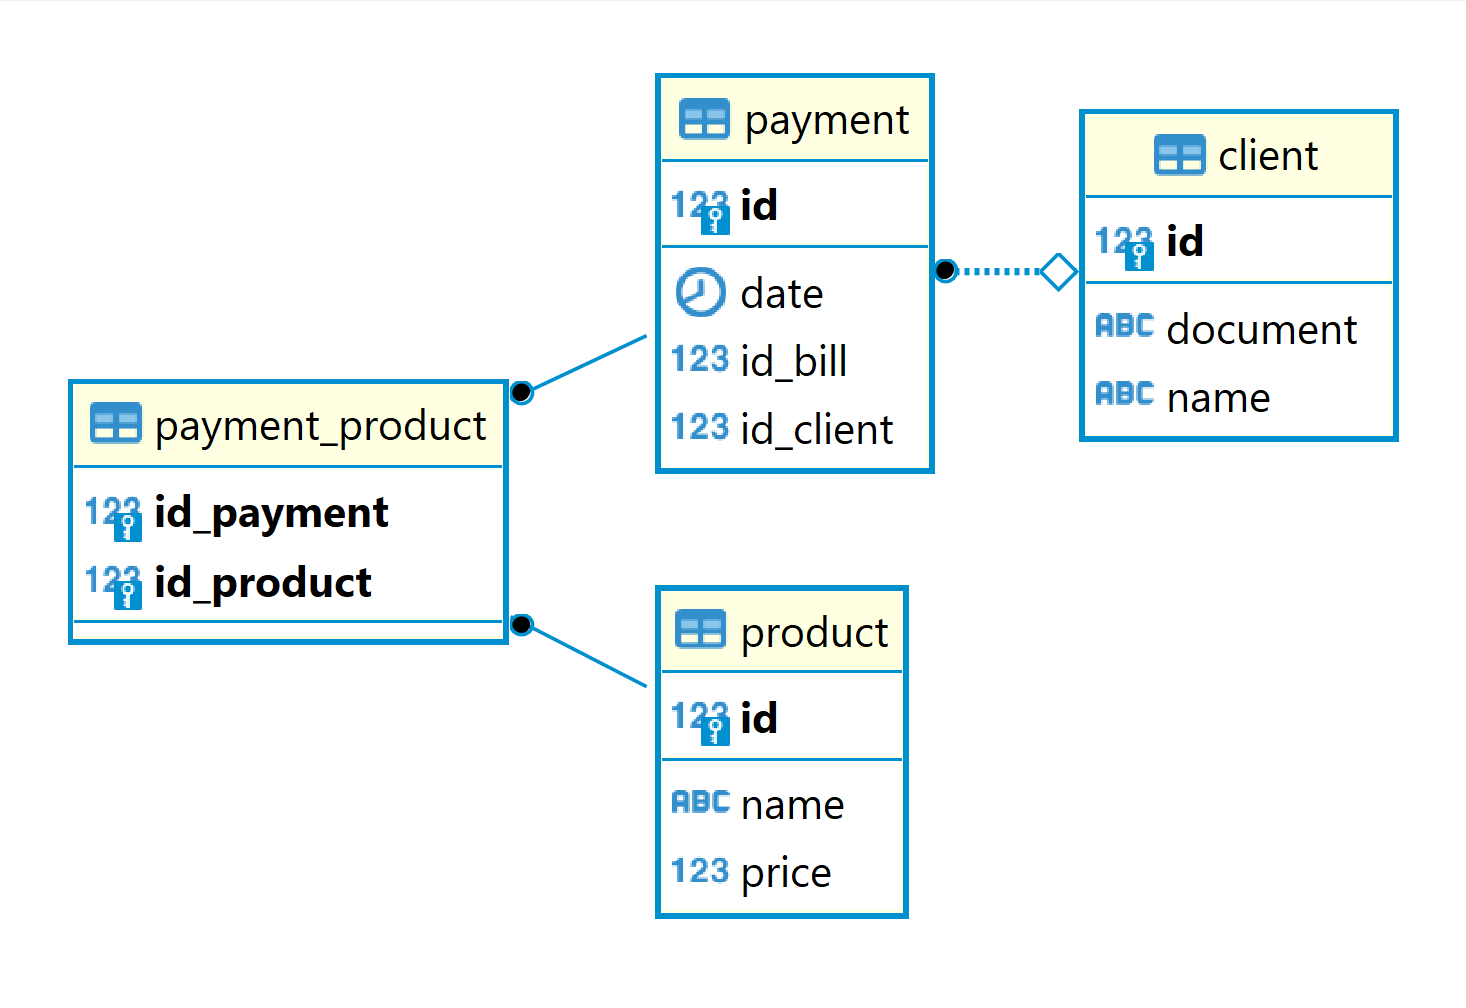 payment
123 id
date
123 id_bill
123 id_client
client
123 id
ABC document
ABC name
payment_product
123 id_payment
123 id_product
product
123 id
ABC name
123 price